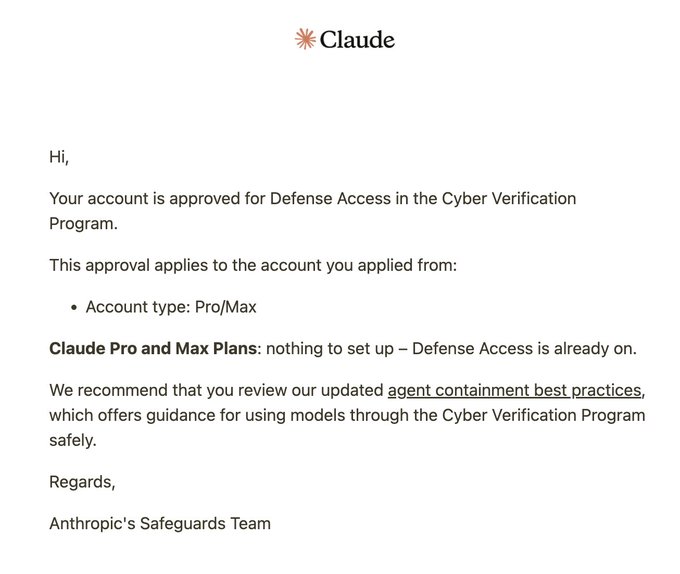 Claude
Hi,
Your account is approved for Defense Access in the Cyber Verification
Program.
This approval applies to the account you applied from:
• Account type: Pro/Max
Claude Pro and Max Plans: nothing to set up – Defense Access is already on.
We recommend that you review our updated agent containment best practices,
which offers guidance for using models through the Cyber Verification Program
safely.
Regards,
Anthropic's Safeguards Team